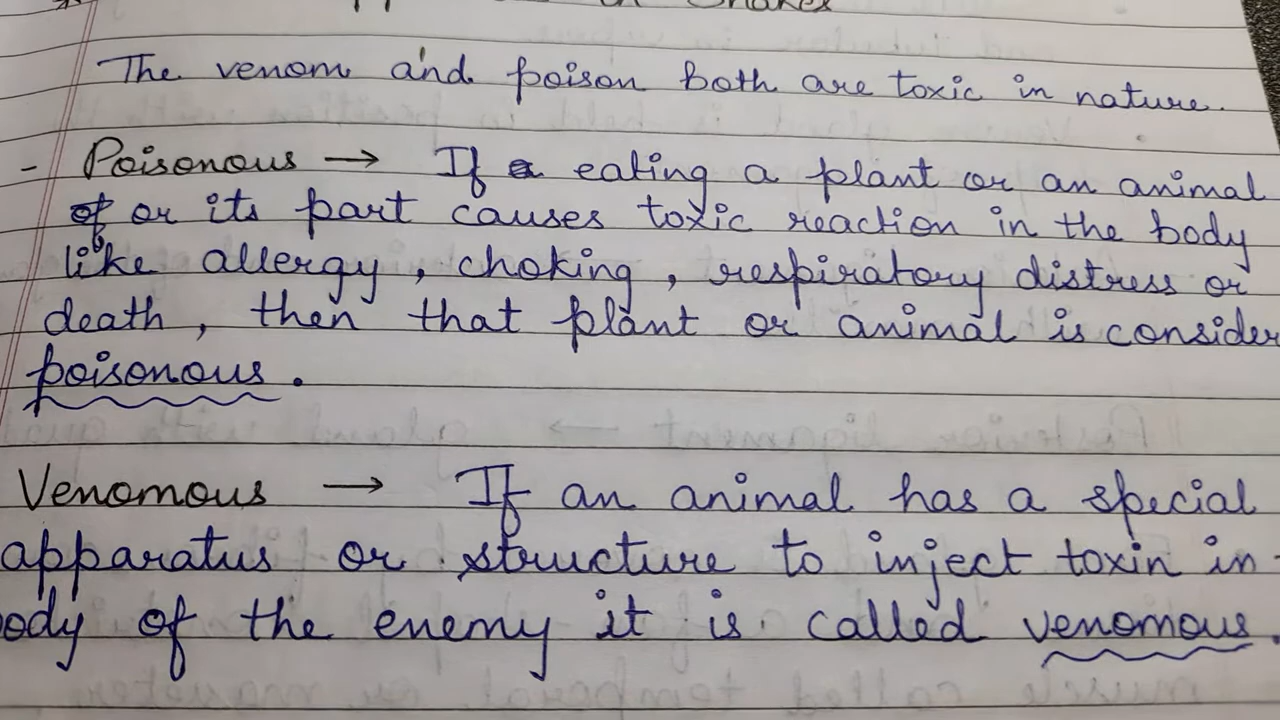 in Snakes
The venom and poison both are toxic in nature.
- Poisonous → If eating a plant or an animal
or its part causes toxic reaction in the body
like allergy, choking, respiratory distress or
death, then that plant or animal is consider
poisonous.
Venomous → If an animal has a special
apparatus or structure to inject toxin in
ody of the enemy it is called venomous.